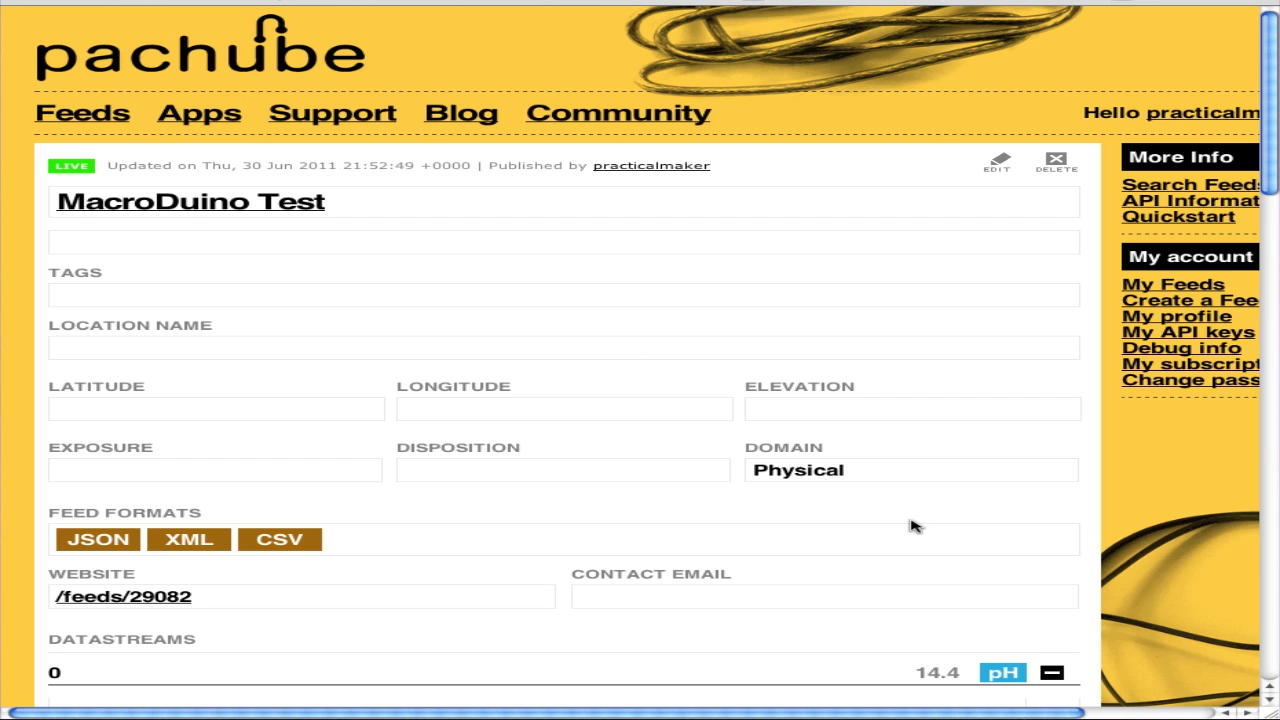 pachube
Feeds Apps Support Blog Community
Hello practicalm
LIVE Updated on Thu, 30 Jun 2011 21:52:49 +0000 | Published by practicalmaker
EDIT DELETE
MacroDuino Test
TAGS
LOCATION NAME
LATITUDE LONGITUDE ELEVATION
EXPOSURE DISPOSITION DOMAIN
Physical
FEED FORMATS
JSON XML CSV
WEBSITE CONTACT EMAIL
/feeds/29082
DATASTREAMS
0 14.4 pH
More Info
Search Feeds
API Informat
Quickstart
My account
My Feeds
Create a Fee
My profile
My API keys
Debug info
My subscript
Change pass